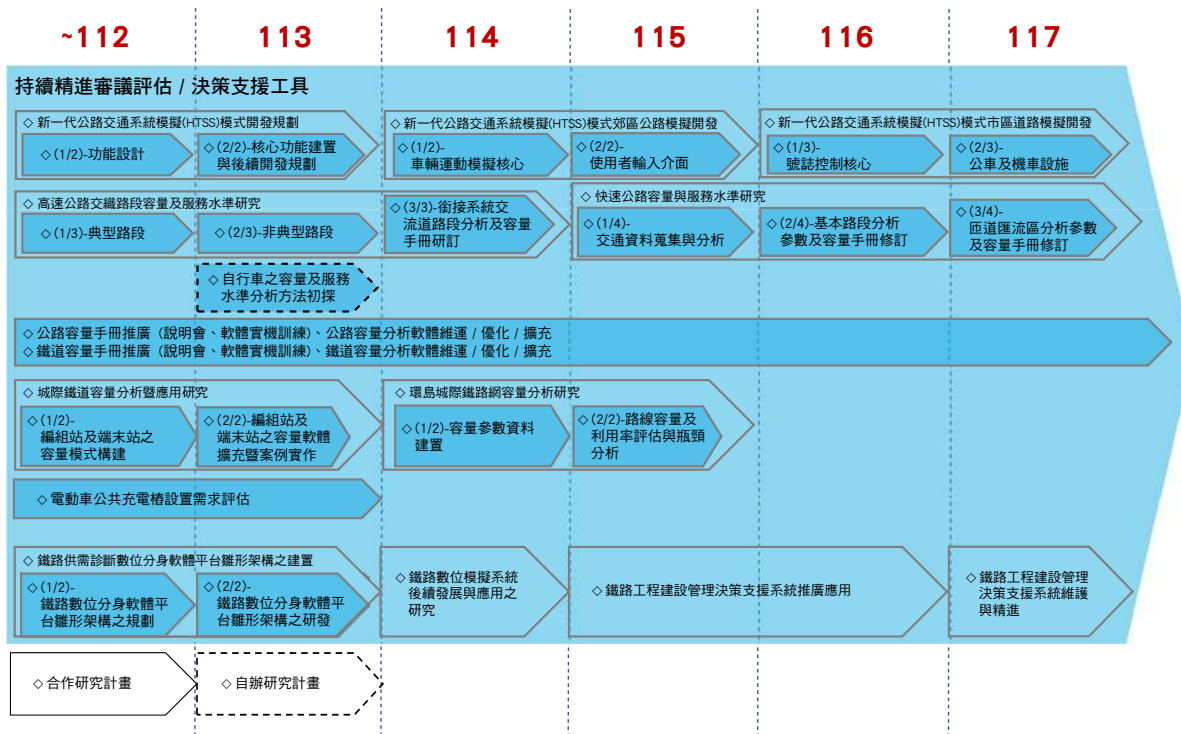 ~112
113
114
115
116
117
持續精進審議評估 / 決策支援工具
◇ 新一代公路交通系統模擬(HTSS)模式開發規劃
◇ (1/2)-功能設計
◇ (2/2)-核心功能建置
與後續開發規劃
◇ 新一代公路交通系統模擬(HTSS)模式郊區公路模擬開發
◇ (1/2)-
車輛運動模擬核心
◇ (2/2)-
使用者輸入介面
◇ 新一代公路交通系統模擬(HTSS)模式市區道路模擬開發
◇ (1/3)-
號誌控制核心
◇ (2/3)-
公車及機車設施
◇ 高速公路交織路段容量及服務水準研究
◇ (1/3)-典型路段
◇ (2/3)-非典型路段
◇ (3/3)-銜接系統交
流道路段分析及容量
手冊研訂
◇ 快速公路容量與服務水準研究
◇ (1/4)-
交通資料蒐集與分析
◇ (2/4)-基本路段分析
參數及容量手冊修訂
◇ (3/4)-
匝道匯流區分析參數
及容量手冊修訂
◇ 自行車之容量及服務
水準分析方法初探
◇ 公路容量手冊推廣（說明會、軟體實機訓練）、公路容量分析軟體維運 / 優化 / 擴充
◇ 鐵道容量手冊推廣（說明會、軟體實機訓練）、鐵道容量分析軟體維運 / 優化 / 擴充
◇ 城際鐵道容量分析暨應用研究
◇ (1/2)-
編組站及端末站之
容量模式構建
◇ (2/2)-編組站及
端末站之容量軟體
擴充暨案例實作
◇ 環島城際鐵路網容量分析研究
◇ (1/2)-容量參數資料
建置
◇ (2/2)-路線容量及
利用率評估與瓶頸
分析
◇ 電動車公共充電樁設置需求評估
◇ 鐵路供需診斷數位分身軟體平台雛形架構之建置
◇ (1/2)-
鐵路數位分身軟體平
台雛形架構之規劃
◇ (2/2)-
鐵路數位分身軟體平
台雛形架構之研發
◇ 鐵路數位模擬系統
後續發展與應用之
研究
◇ 鐵路工程建設管理決策支援系統推廣應用
◇ 鐵路工程建設管理
決策支援系統維護
與精進
◇ 合作研究計畫
◇ 自辦研究計畫